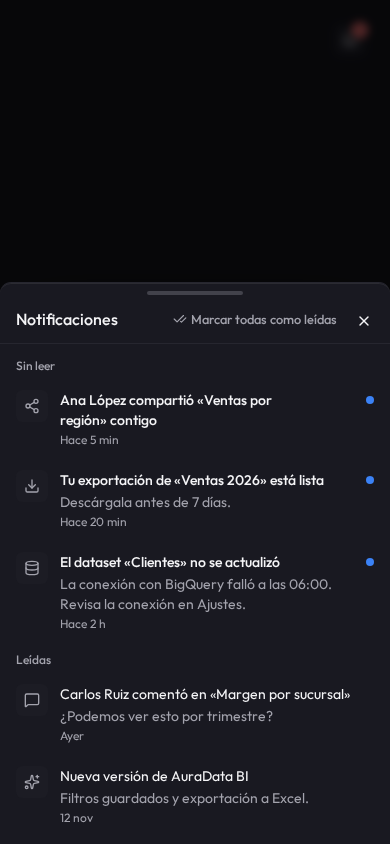 Notificaciones
Marcar todas como leídas
Sin leer
Ana López compartió «Ventas por
región» contigo
Hace 5 min
Tu exportación de «Ventas 2026» está lista
Descárgala antes de 7 días.
Hace 20 min
El dataset «Clientes» no se actualizó
La conexión con BigQuery falló a las 06:00.
Revisa la conexión en Ajustes.
Hace 2 h
Leídas
Carlos Ruiz comentó en «Margen por sucursal»
¿Podemos ver esto por trimestre?
Ayer
Nueva versión de AuraData BI
Filtros guardados y exportación a Excel.
12 nov